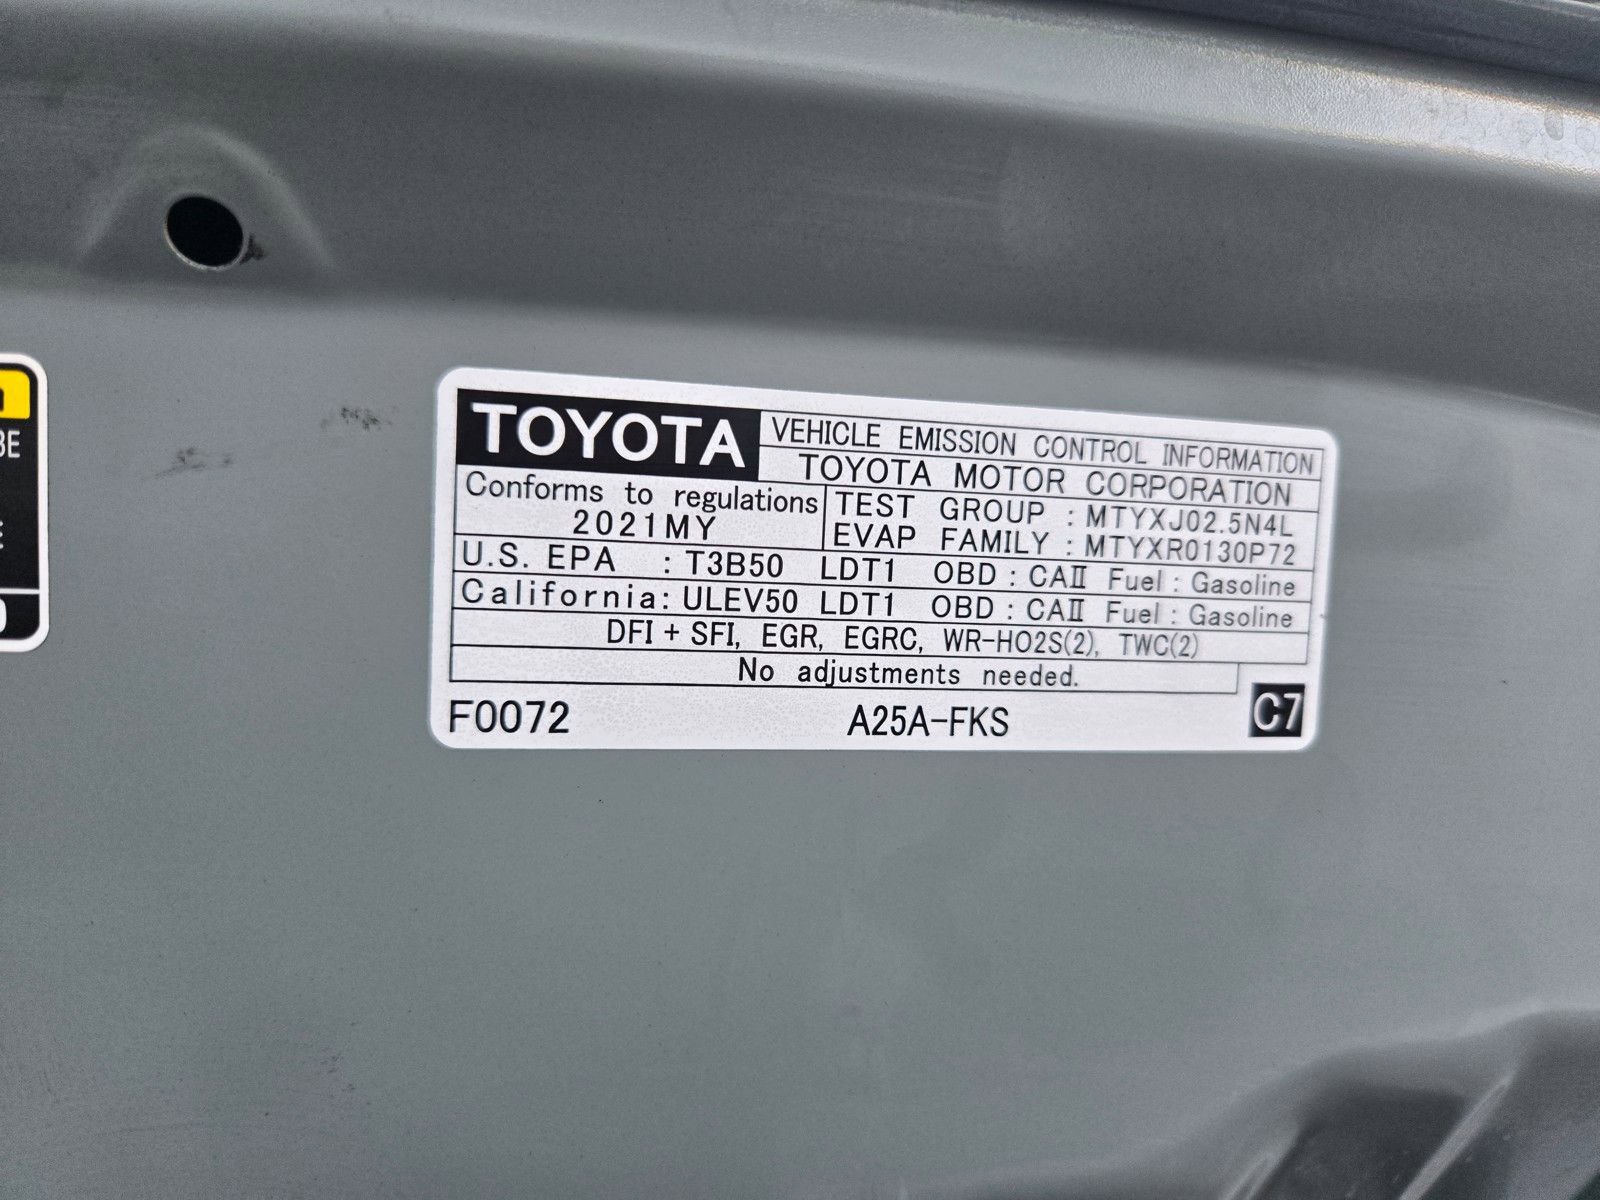 TOYOTA VEHICLE EMISSION CONTROL INFORMATION
TOYOTA MOTOR CORPORATION
Conforms to regulations
2021MY
TEST GROUP : MTYXJ02.5N4L
EVAP FAMILY : MTYXR0130P72
U.S. EPA : T3B50 LDT1 OBD : CAⅡ Fuel : Gasoline
California: ULEV50 LDT1 OBD : CAⅡ Fuel : Gasoline
DFI + SFI, EGR, EGRC, WR-HO2S(2), TWC(2)
No adjustments needed.
F0072 A25A-FKS C7